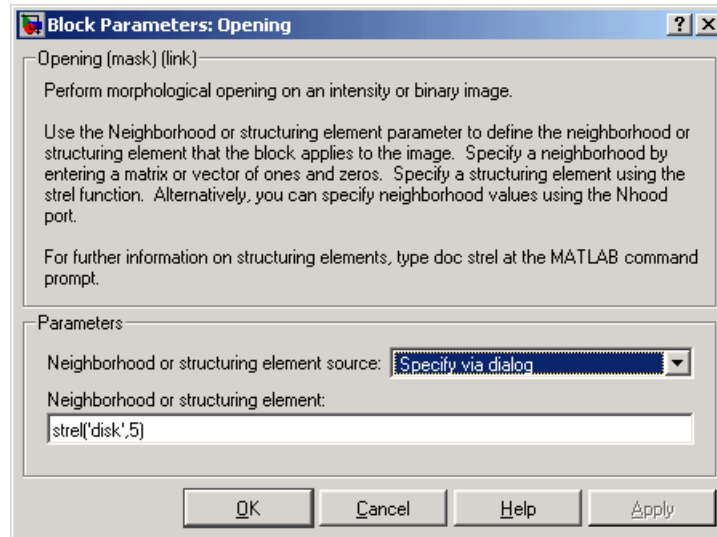 Block Parameters: Opening
Opening (mask) (link)
Perform morphological opening on an intensity or binary image.
Use the Neighborhood or structuring element parameter to define the neighborhood or
structuring element that the block applies to the image.  Specify a neighborhood by
entering a matrix or vector of ones and zeros.  Specify a structuring element using the
strel function.  Alternatively, you can specify neighborhood values using the Nhood
port.
For further information on structuring elements, type doc strel at the MATLAB command
prompt.
Parameters
Neighborhood or structuring element source: Specify via dialog
Neighborhood or structuring element:
strel('disk',5)
OK Cancel Help Apply